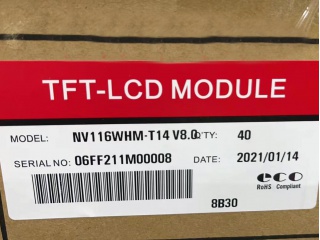 TFT-LCD MODULE
MODEL: NV116WHM-T14 V8.0 Q'TY: 40
SERIAL NO: 06FF211M00008 DATE: 2021/01/14
eco
RoHS Compliant
8B30